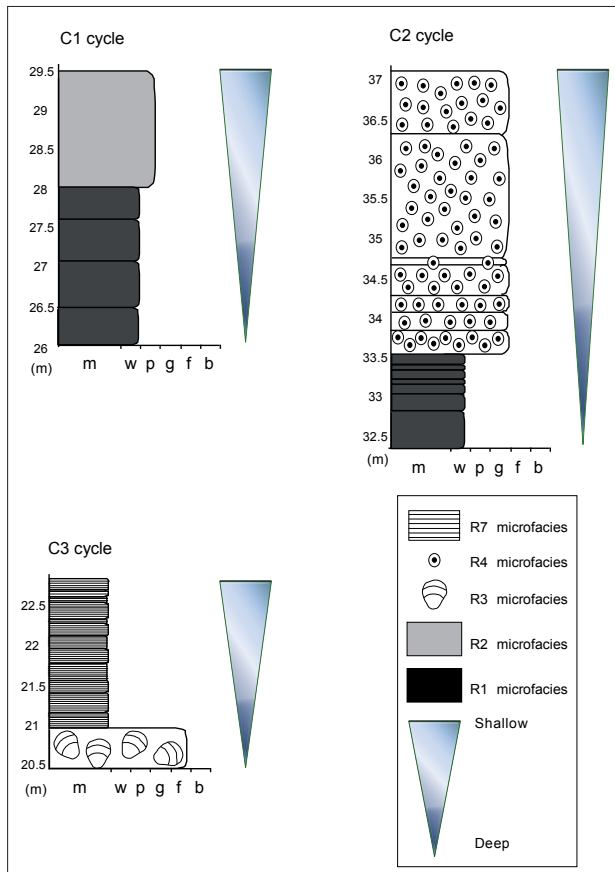 C1 cycle
29.5
29
28.5
28
27.5
27
26.5
26
(m)
m w p g f b
C2 cycle
37
36.5
36
35.5
35
34.5
34
33.5
33
32.5
(m)
m w p g f b
C3 cycle
22.5
22
21.5
21
20.5
(m)
m w p g f b
R7 microfacies
R4 microfacies
R3 microfacies
R2 microfacies
R1 microfacies
Shallow
Deep